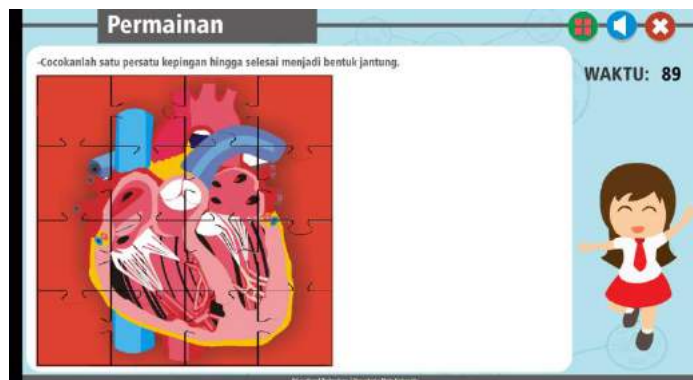 Permainan
-Cocokanlah satu persatu kepingan hingga selesai menjadi bentuk jantung.
WAKTU: 89